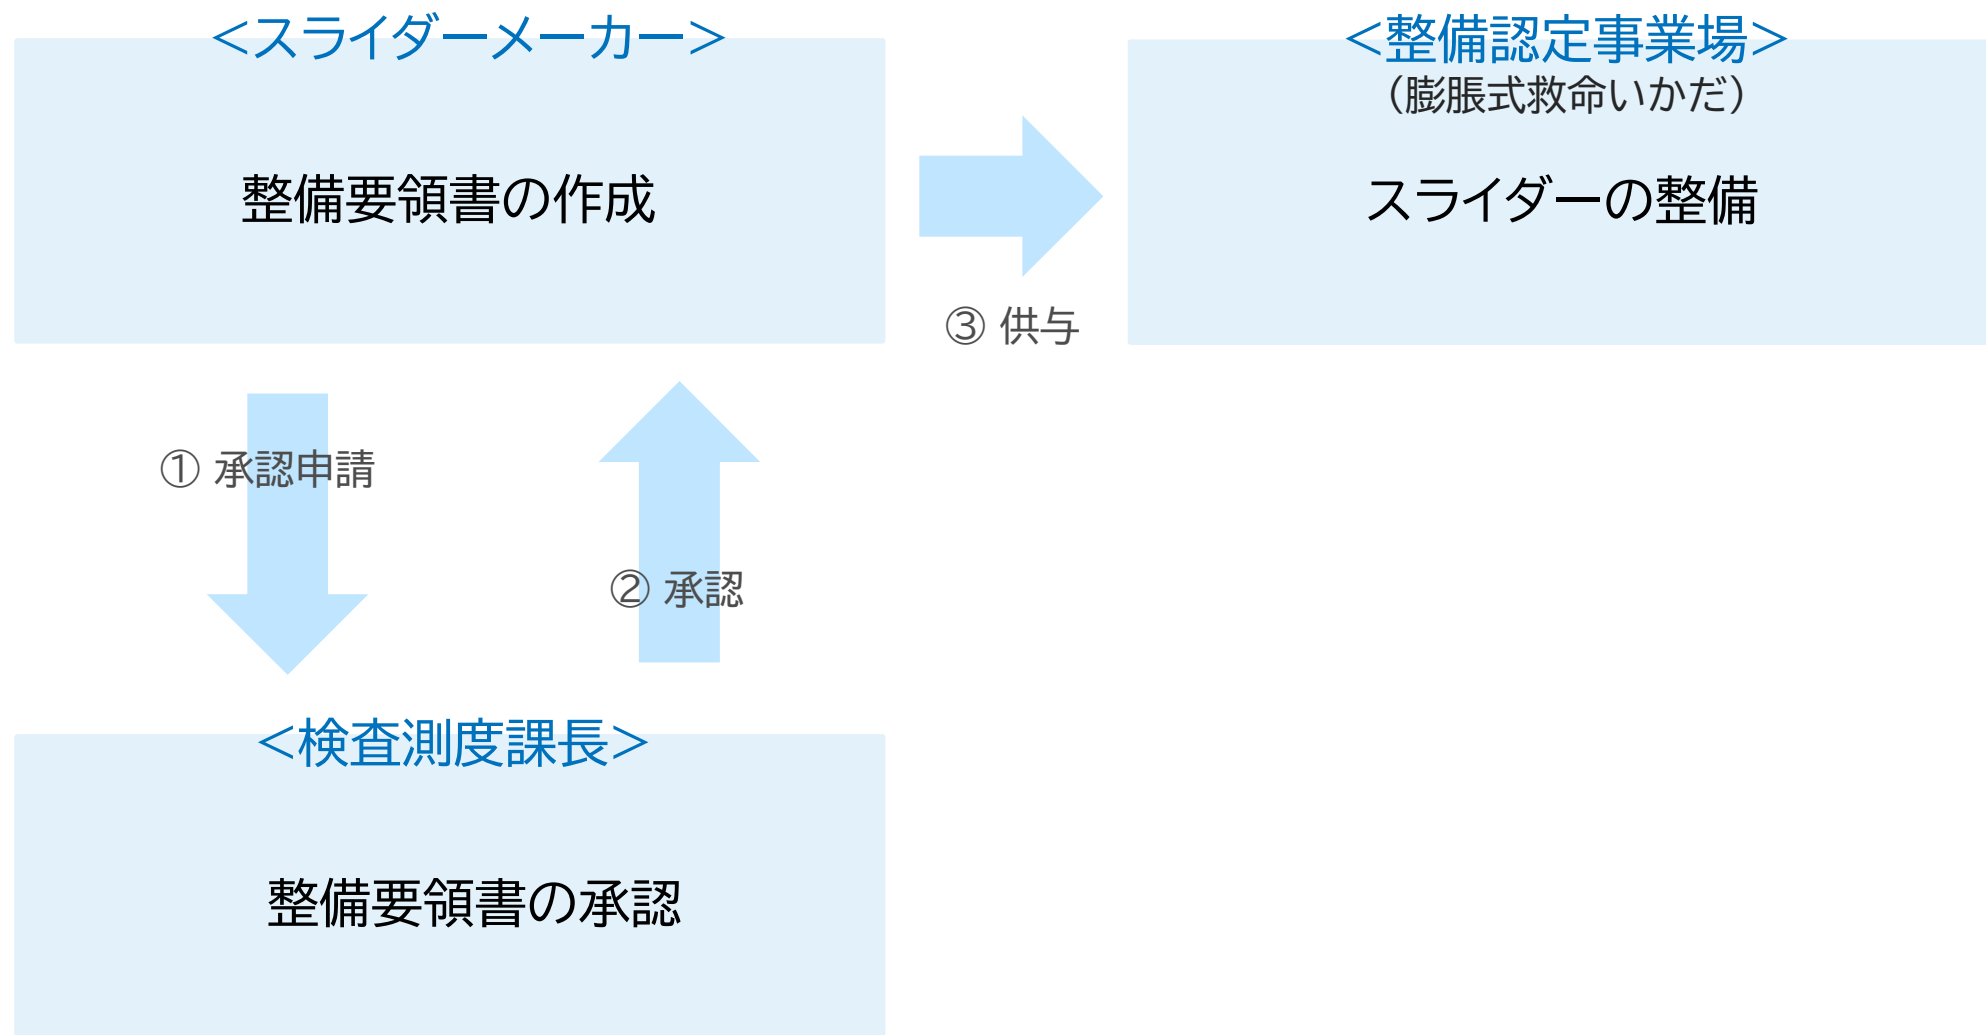 ＜スライダーメーカー＞
整備要領書の作成
③ 供与
＜整備認定事業場＞
（膨脹式救命いかだ）
スライダーの整備
① 承認申請
② 承認
＜検査測度課長＞
整備要領書の承認